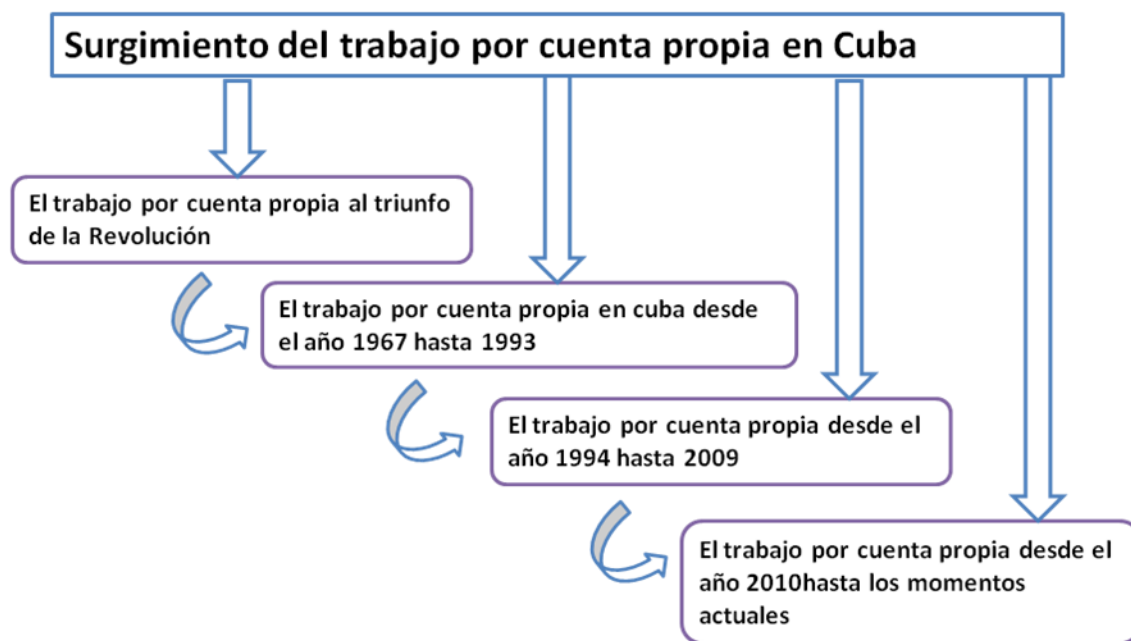 Surgimiento del trabajo por cuenta propia en Cuba
El trabajo por cuenta propia al triunfo
de la Revolución
El trabajo por cuenta propia en cuba desde
el año 1967 hasta 1993
El trabajo por cuenta propia desde el
año 1994 hasta 2009
El trabajo por cuenta propia desde el
año 2010hasta los momentos
actuales